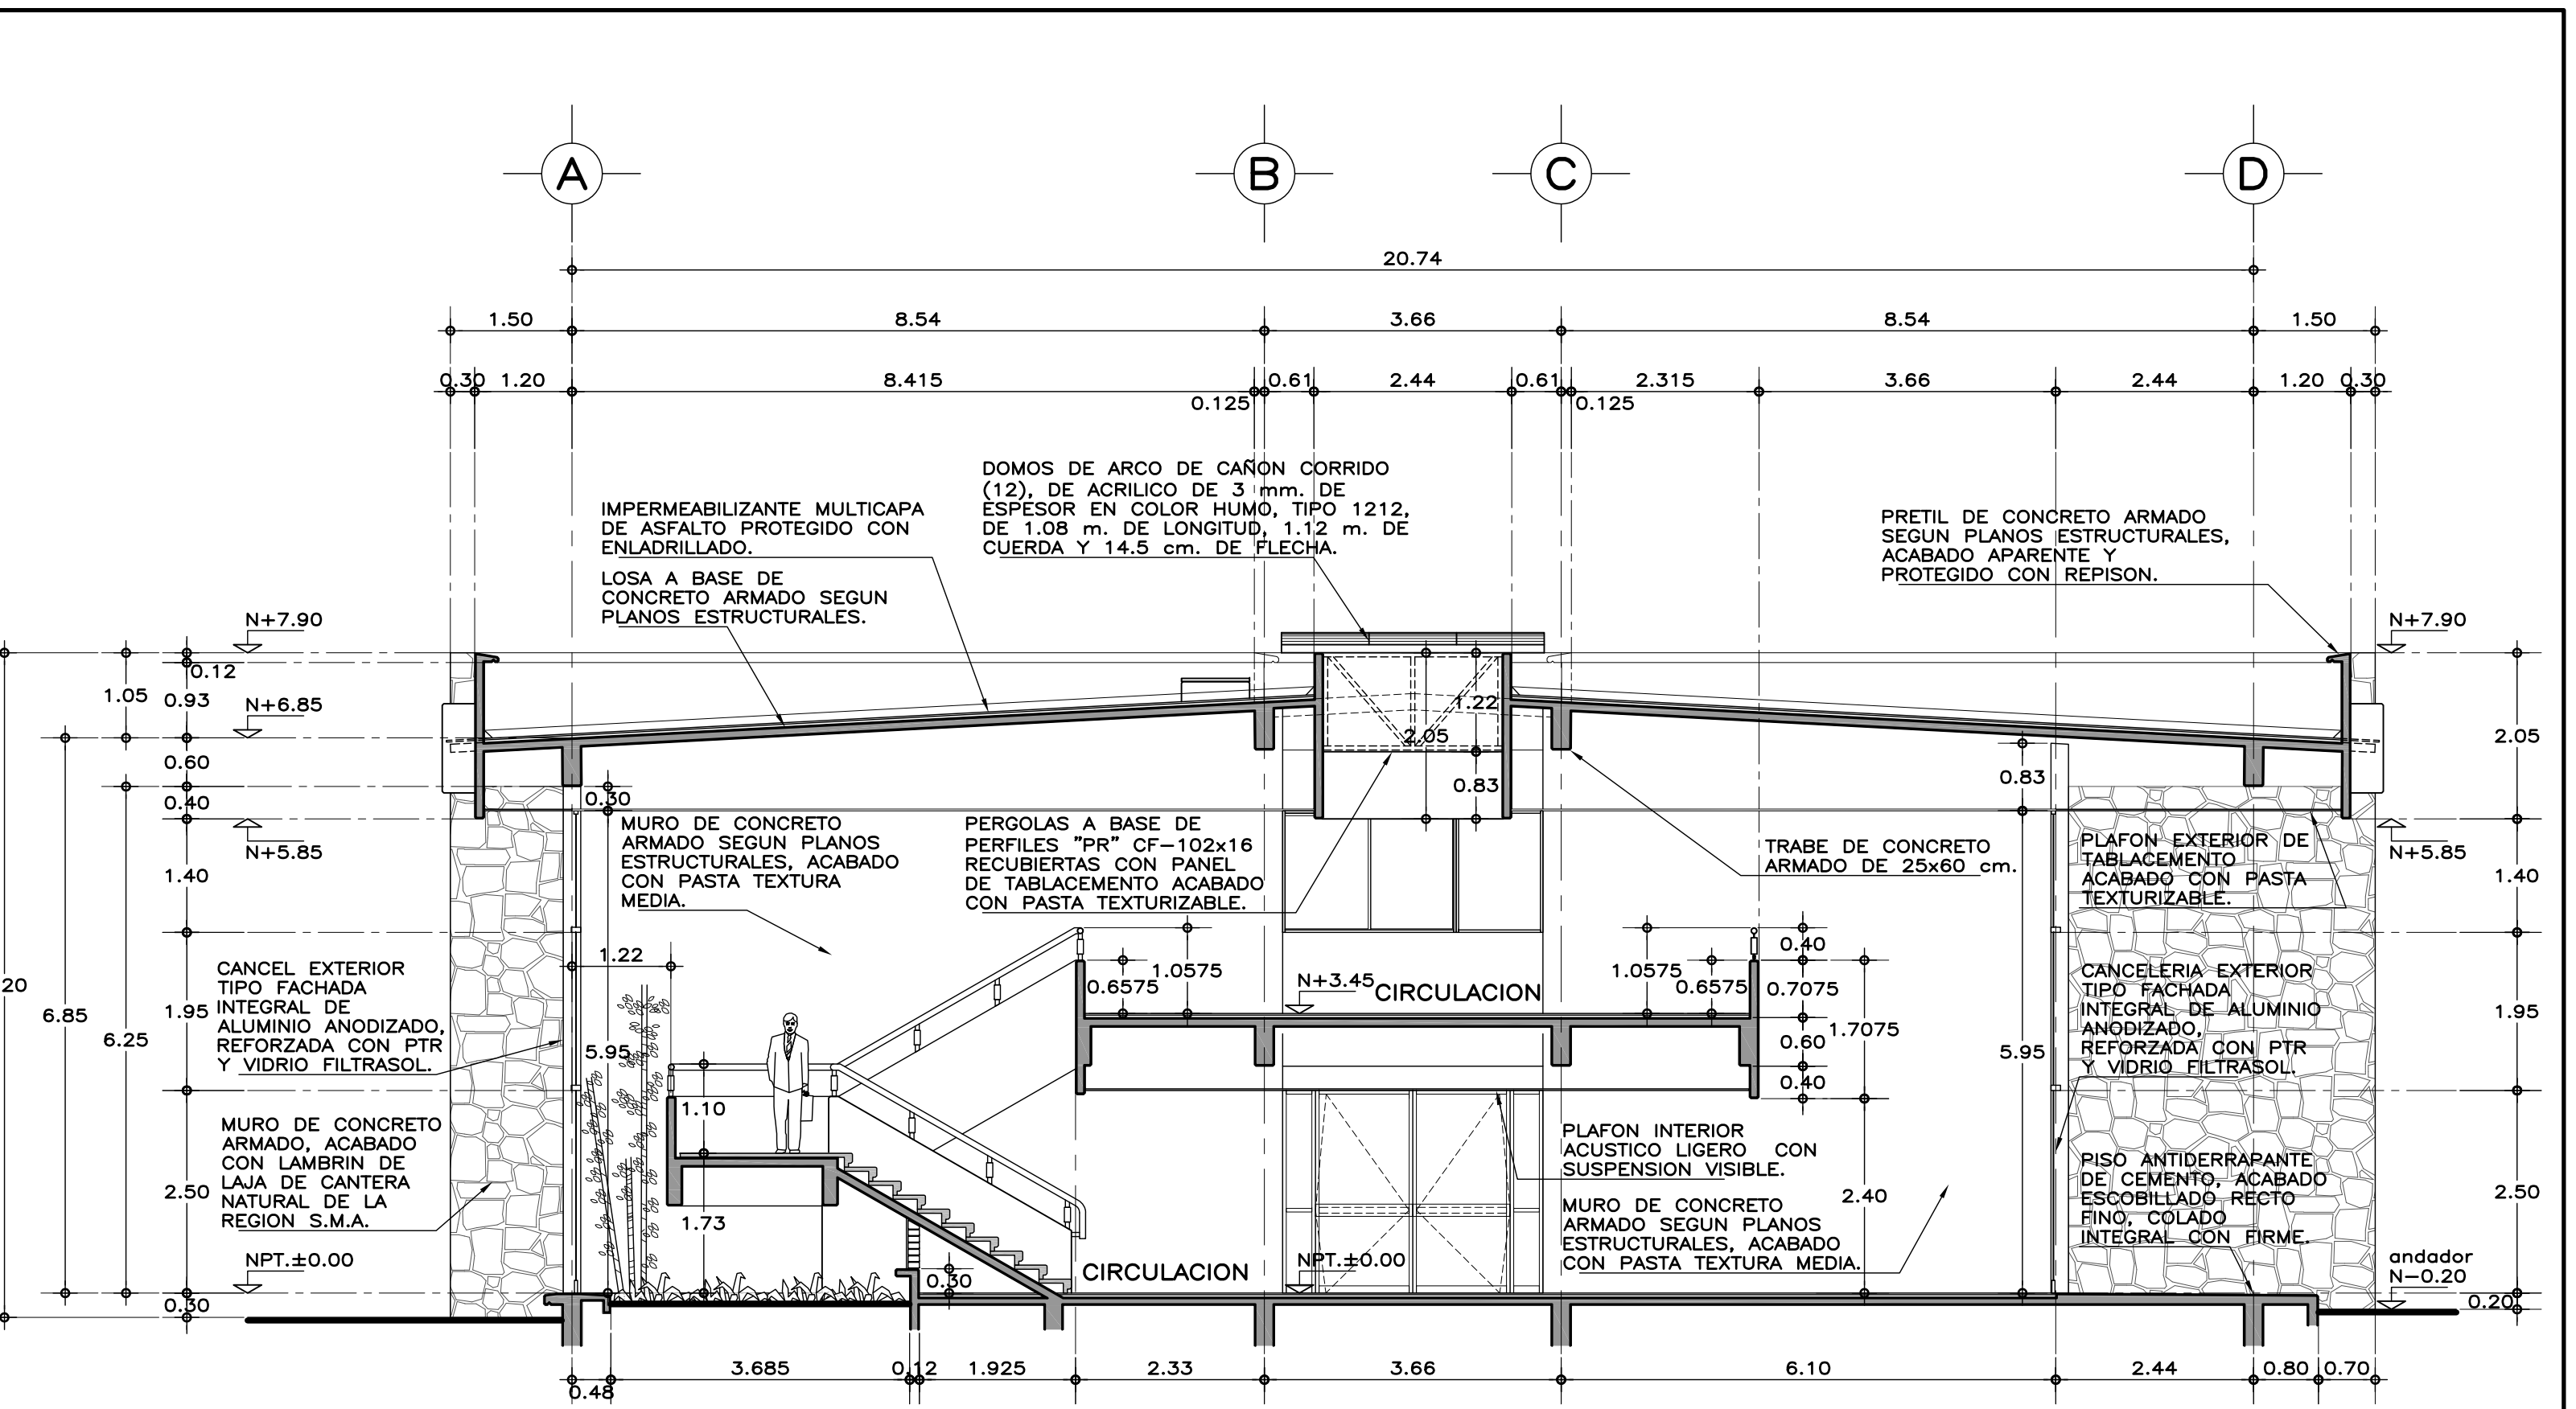 A
B
C
D
20.74
1.50
8.54
3.66
8.54
1.50
0.30
1.20
8.415
0.125
0.61
2.44
0.61
0.125
2.315
3.66
2.44
1.20
0.30
DOMOS DE ARCO DE CAÑON CORRIDO
(12), DE ACRILICO DE 3 mm. DE
ESPESOR EN COLOR HUMO, TIPO 1212,
DE 1.08 m. DE LONGITUD, 1.12 m. DE
CUERDA Y 14.5 cm. DE FLECHA.
IMPERMEABILIZANTE MULTICAPA
DE ASFALTO PROTEGIDO CON
ENLADRILLADO.
LOSA A BASE DE
CONCRETO ARMADO SEGUN
PLANOS ESTRUCTURALES.
PRETIL DE CONCRETO ARMADO
SEGUN PLANOS ESTRUCTURALES,
ACABADO APARENTE Y
PROTEGIDO CON REPISON.
N+7.90
N+7.90
0.12
1.05
0.93
N+6.85
0.60
0.40
N+5.85
1.40
1.95
2.50
0.30
6.85
6.25
20
1.22
2.05
0.83
0.83
2.05
0.30
MURO DE CONCRETO
ARMADO SEGUN PLANOS
ESTRUCTURALES, ACABADO
CON PASTA TEXTURA
MEDIA.
PERGOLAS A BASE DE
PERFILES "PR" CF-102x16
RECUBIERTAS CON PANEL
DE TABLACEMENTO ACABADO
CON PASTA TEXTURIZABLE.
TRABE DE CONCRETO
ARMADO DE 25x60 cm.
PLAFON EXTERIOR DE
TABLACEMENTO
ACABADO CON PASTA
TEXTURIZABLE.
N+5.85
1.40
1.95
2.50
CANCEL EXTERIOR
TIPO FACHADA
INTEGRAL DE
ALUMINIO ANODIZADO,
REFORZADA CON PTR
Y VIDRIO FILTRASOL.
1.22
5.95
1.10
1.73
0.30
1.0575
0.6575
N+3.45
CIRCULACION
1.0575
0.6575
0.40
0.7075
0.60
0.40
1.7075
2.40
5.95
CANCELERIA EXTERIOR
TIPO FACHADA
INTEGRAL DE ALUMINIO
ANODIZADO,
REFORZADA CON PTR
Y VIDRIO FILTRASOL.
MURO DE CONCRETO
ARMADO, ACABADO
CON LAMBRIN DE
LAJA DE CANTERA
NATURAL DE LA
REGION S.M.A.
PLAFON INTERIOR
ACUSTICO LIGERO CON
SUSPENSION VISIBLE.
MURO DE CONCRETO
ARMADO SEGUN PLANOS
ESTRUCTURALES, ACABADO
CON PASTA TEXTURA MEDIA.
PISO ANTIDERRAPANTE
DE CEMENTO, ACABADO
ESCOBILLADO RECTO
FINO, COLADO
INTEGRAL CON FIRME.
NPT.±0.00
CIRCULACION
NPT.±0.00
andador
N-0.20
0.20
0.48
3.685
0.12
1.925
2.33
3.66
6.10
2.44
0.80
0.70